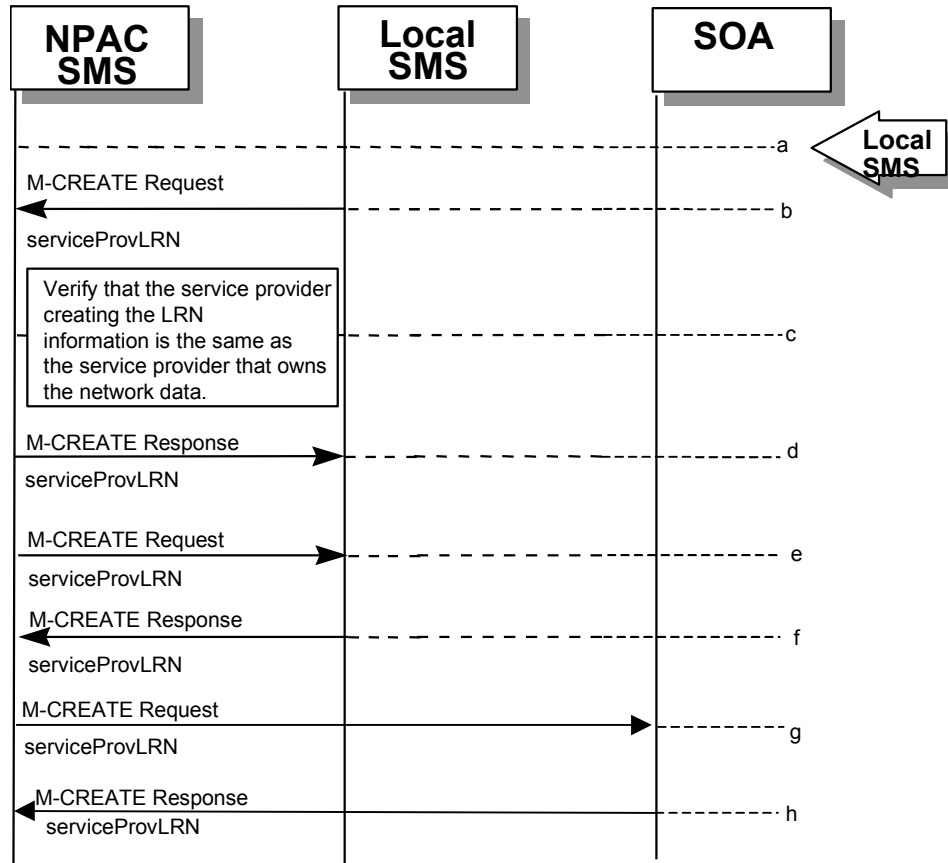 NPAC
SMS
Local
SMS
SOA
a
Local
SMS
M-CREATE Request
b
serviceProvLRN
Verify that the service provider
creating the LRN
information is the same as
the service provider that owns
the network data.
c
M-CREATE Response
d
serviceProvLRN
M-CREATE Request
e
serviceProvLRN
M-CREATE Response
f
serviceProvLRN
M-CREATE Request
g
serviceProvLRN
M-CREATE Response
h
serviceProvLRN